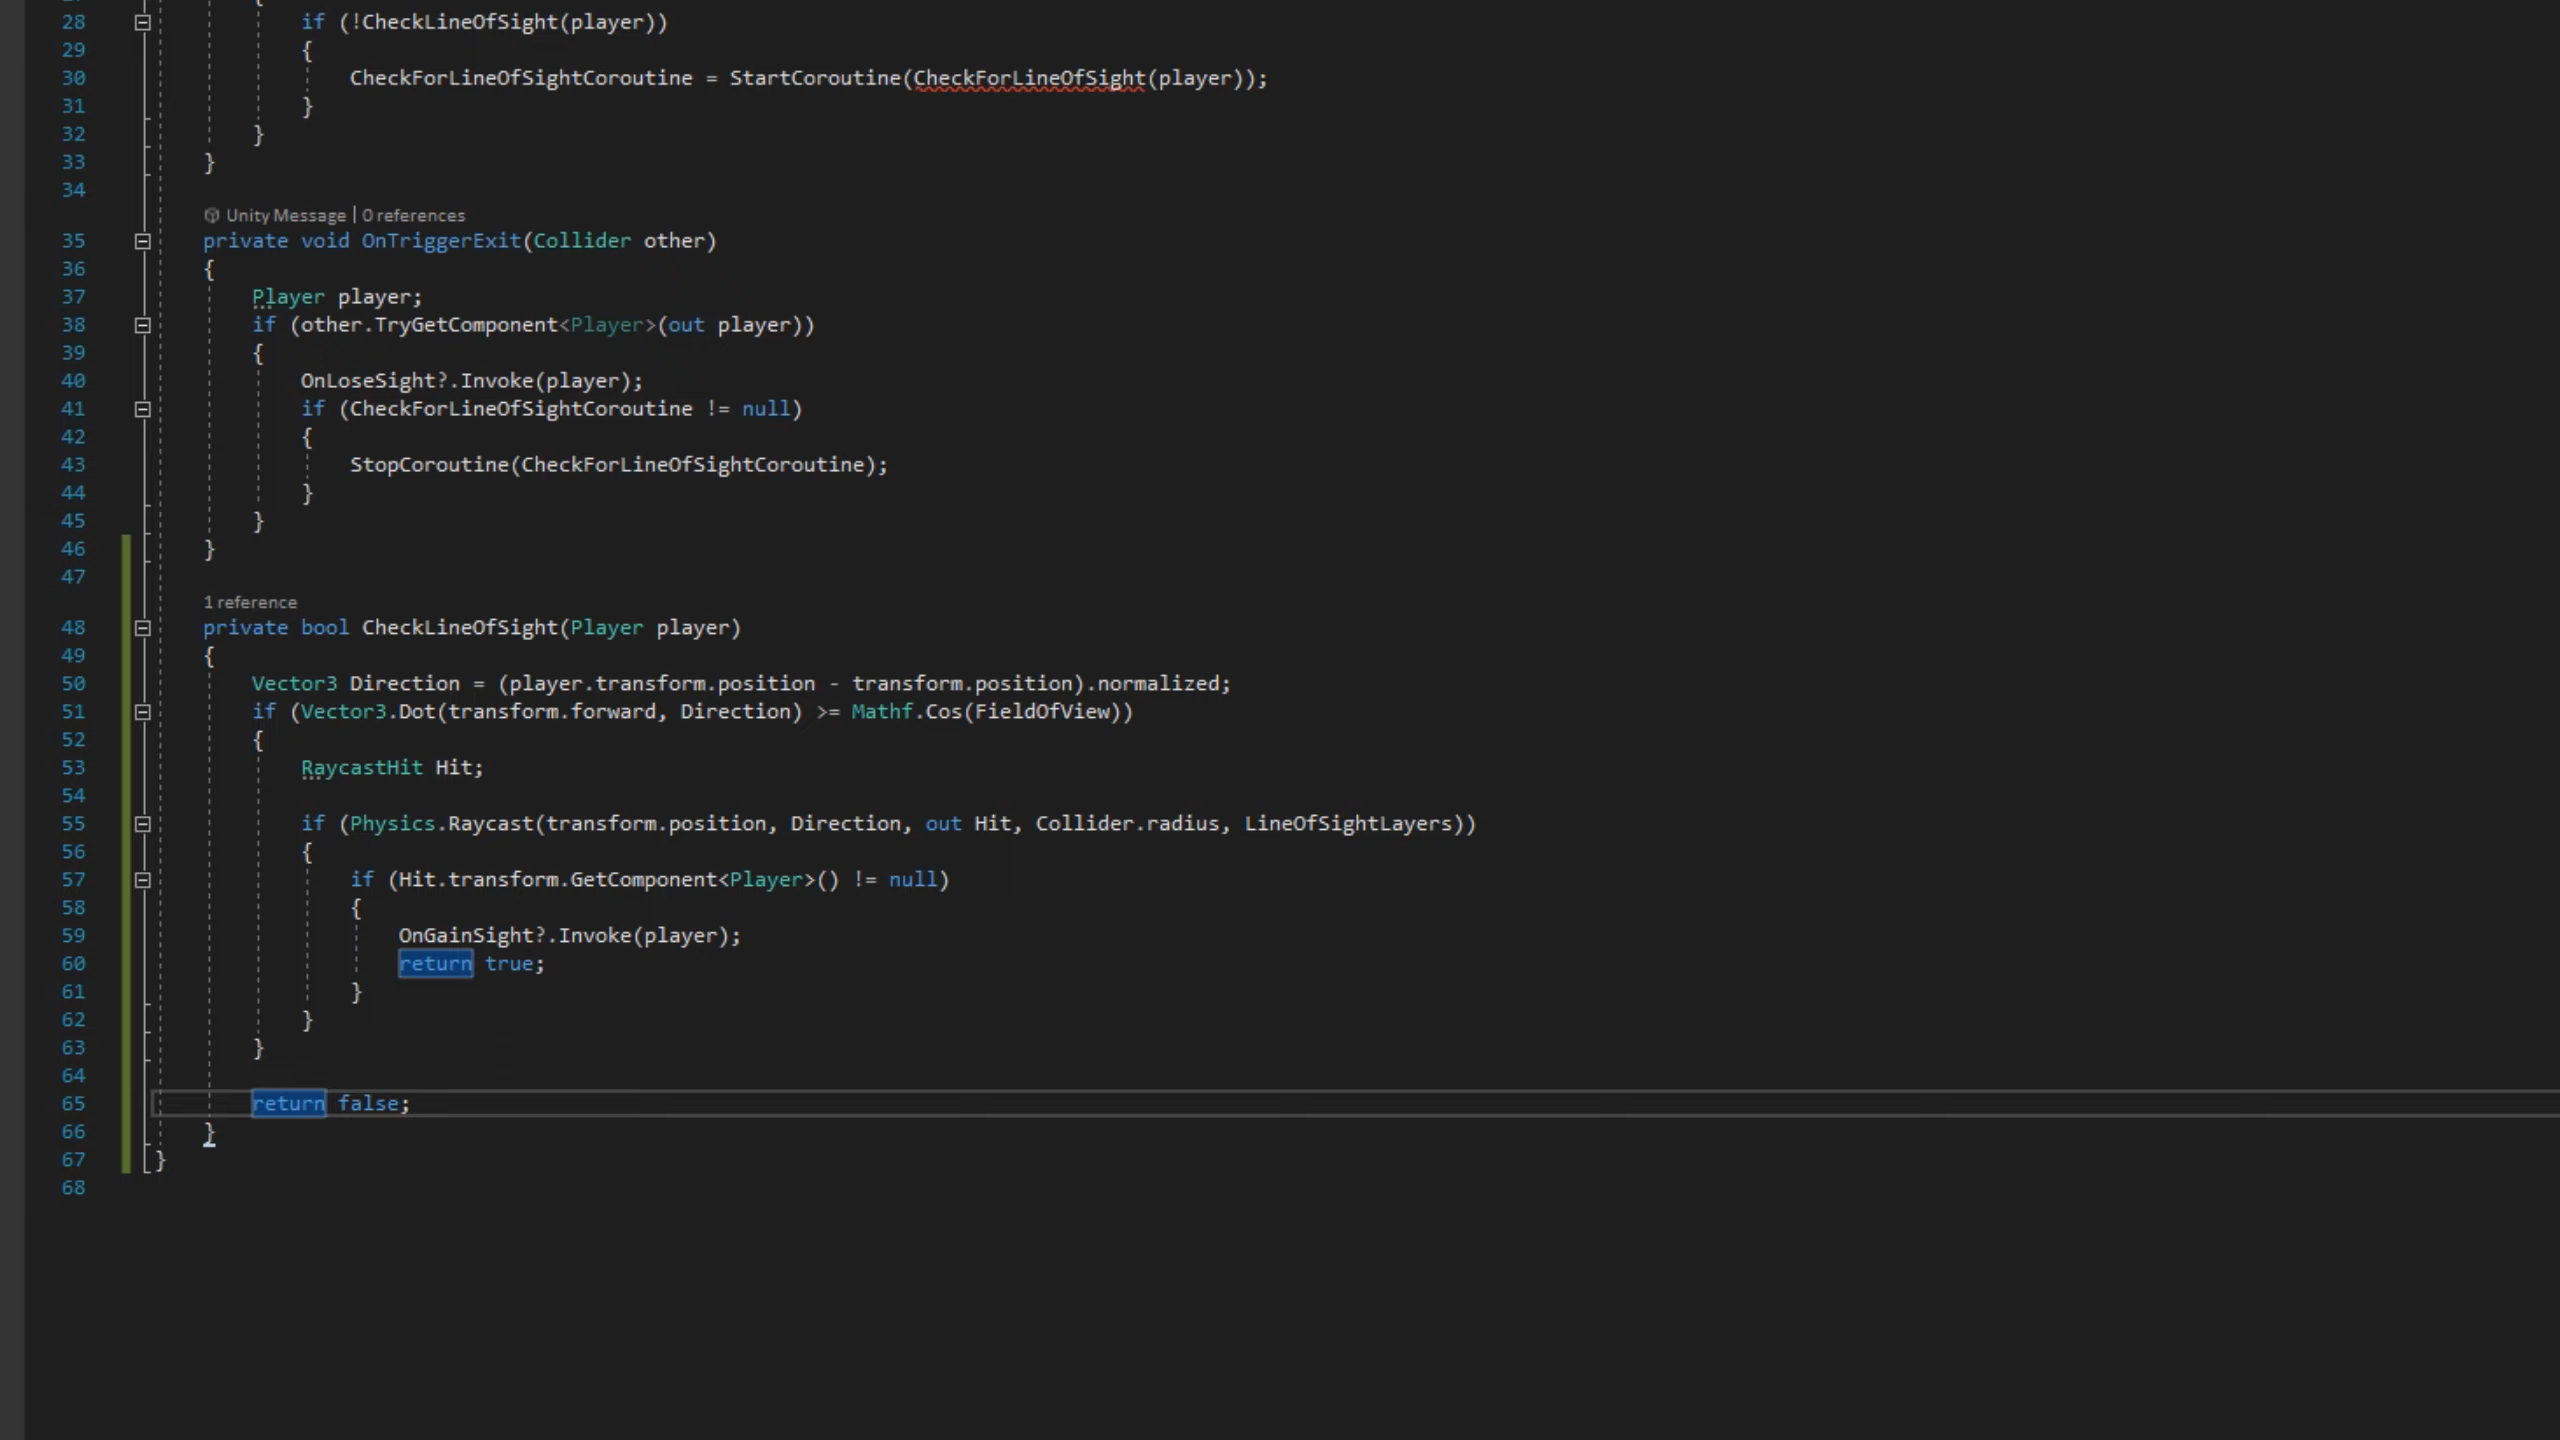 28 if (!CheckLineOfSight(player))
29 {
30 CheckForLineOfSightCoroutine = StartCoroutine(CheckForLineOfSight(player));
31 }
32 }
33 }
34
Unity Message | 0 references
35 private void OnTriggerExit(Collider other)
36 {
37 Player player;
38 if (other.TryGetComponent<Player>(out player))
39 {
40 OnLoseSight?.Invoke(player);
41 if (CheckForLineOfSightCoroutine != null)
42 {
43 StopCoroutine(CheckForLineOfSightCoroutine);
44 }
45 }
46 }
47
1 reference
48 private bool CheckLineOfSight(Player player)
49 {
50 Vector3 Direction = (player.transform.position - transform.position).normalized;
51 if (Vector3.Dot(transform.forward, Direction) >= Mathf.Cos(FieldOfView))
52 {
53 RaycastHit Hit;
54
55 if (Physics.Raycast(transform.position, Direction, out Hit, Collider.radius, LineOfSightLayers))
56 {
57 if (Hit.transform.GetComponent<Player>() != null)
58 {
59 OnGainSight?.Invoke(player);
60 return true;
61 }
62 }
63 }
64
65 return false;
66 }
67 }
68